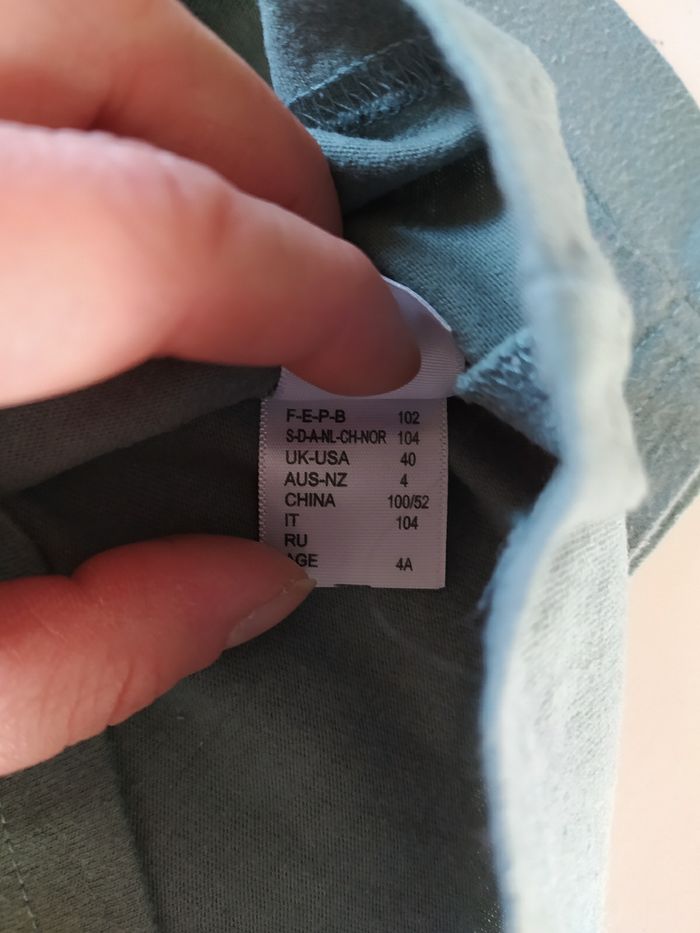 F-E-P-B 102
S-D-A-NL-CH-NOR 104
UK-USA 40
AUS-NZ 4
CHINA 100/52
IT 104
RU
AGE 4A